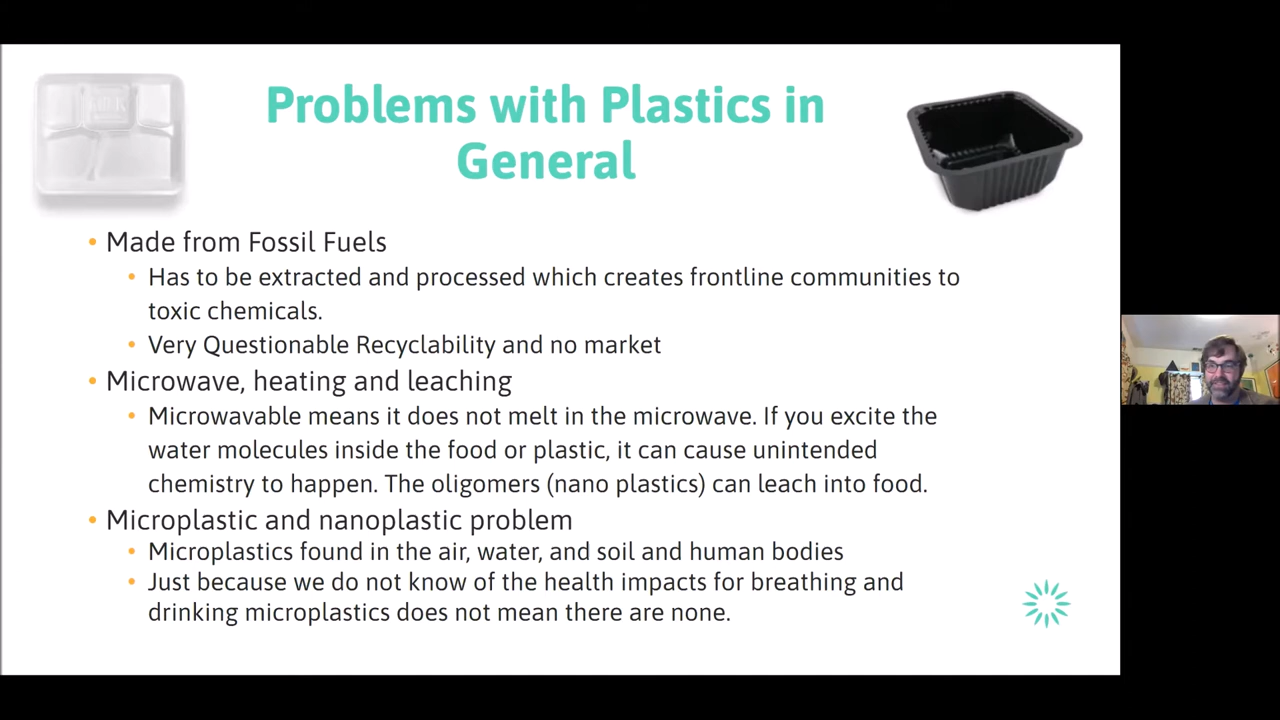 Problems with Plastics in
General
• Made from Fossil Fuels
• Has to be extracted and processed which creates frontline communities to
toxic chemicals.
• Very Questionable Recyclability and no market
• Microwave, heating and leaching
• Microwavable means it does not melt in the microwave. If you excite the
water molecules inside the food or plastic, it can cause unintended
chemistry to happen. The oligomers (nano plastics) can leach into food.
• Microplastic and nanoplastic problem
• Microplastics found in the air, water, and soil and human bodies
• Just because we do not know of the health impacts for breathing and
drinking microplastics does not mean there are none.